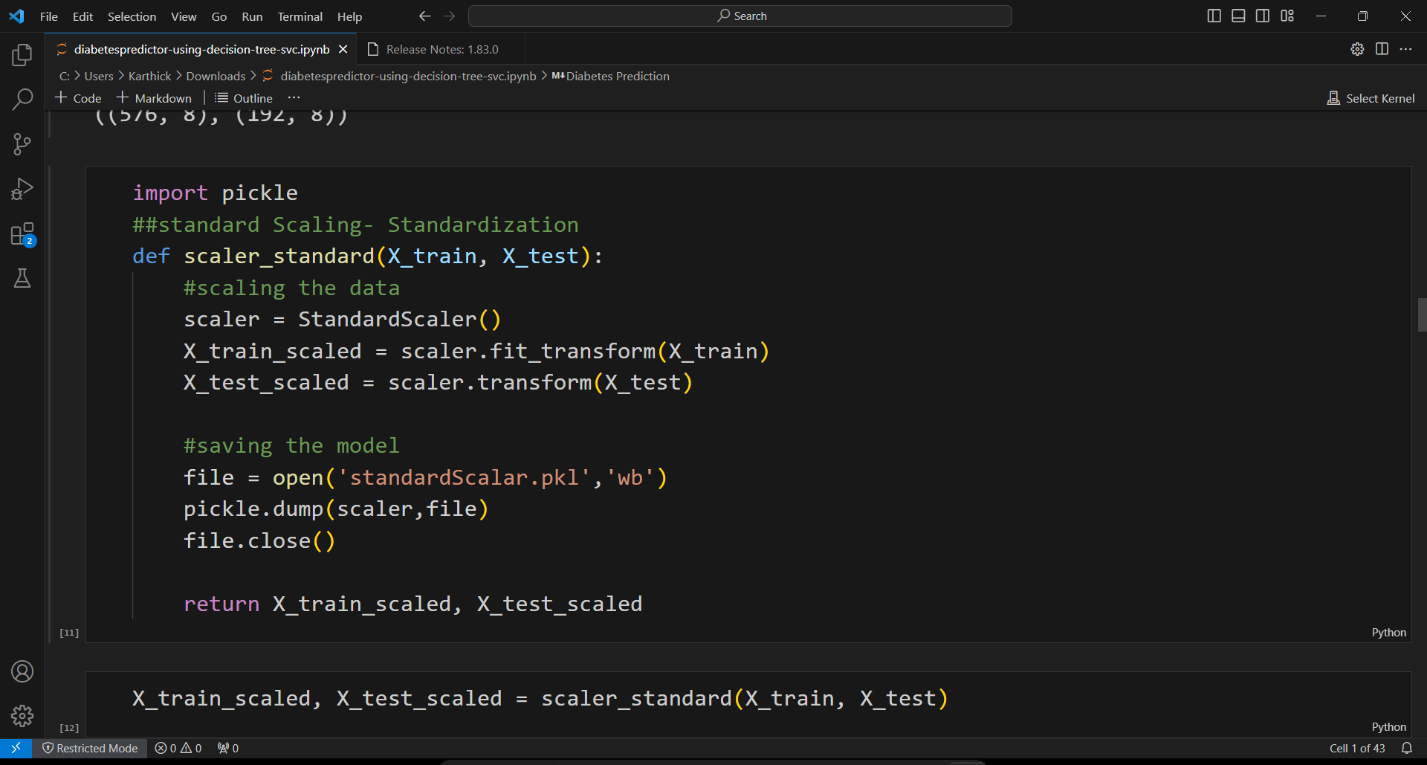 File Edit Selection View Go Run Terminal Help Search
diabetespredictor-using-decision-tree-svc.ipynb Release Notes: 1.83.0
C: > Users > Karthick > Downloads > diabetespredictor-using-decision-tree-svc.ipynb > M↓Diabetes Prediction
+ Code + Markdown | Outline ··· Select Kernel
((576, 8), (192, 8))
import pickle
##standard Scaling- Standardization
def scaler_standard(X_train, X_test):
    #scaling the data
    scaler = StandardScaler()
    X_train_scaled = scaler.fit_transform(X_train)
    X_test_scaled = scaler.transform(X_test)
    #saving the model
    file = open('standardScalar.pkl','wb')
    pickle.dump(scaler,file)
    file.close()
    return X_train_scaled, X_test_scaled
[11] Python
X_train_scaled, X_test_scaled = scaler_standard(X_train, X_test)
[12] Python
2
Restricted Mode 0 0 0 Cell 1 of 43